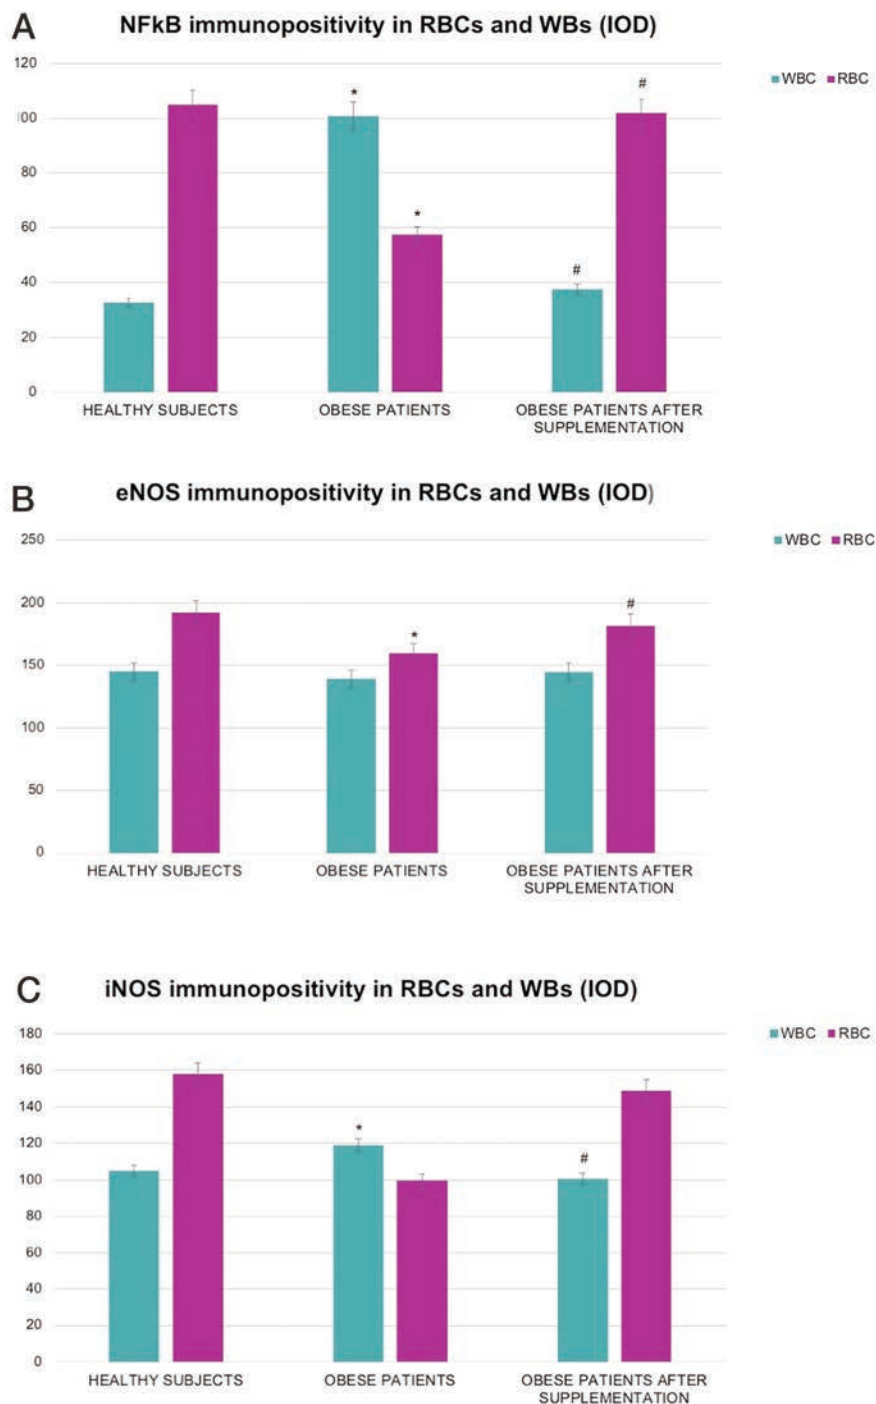 A
NFkB immunopositivity in RBCs and WBs (IOD)
WBC RBC
120
100
80
60
40
20
0
*
*
#
#
HEALTHY SUBJECTS
OBESE PATIENTS
OBESE PATIENTS AFTER
SUPPLEMENTATION
B
eNOS immunopositivity in RBCs and WBs (IOD)
WBC RBC
250
200
150
100
50
0
*
#
HEALTHY SUBJECTS
OBESE PATIENTS
OBESE PATIENTS AFTER
SUPPLEMENTATION
C
iNOS immunopositivity in RBCs and WBs (IOD)
WBC RBC
180
160
140
120
100
80
60
40
20
0
*
#
HEALTHY SUBJECTS
OBESE PATIENTS
OBESE PATIENTS AFTER
SUPPLEMENTATION